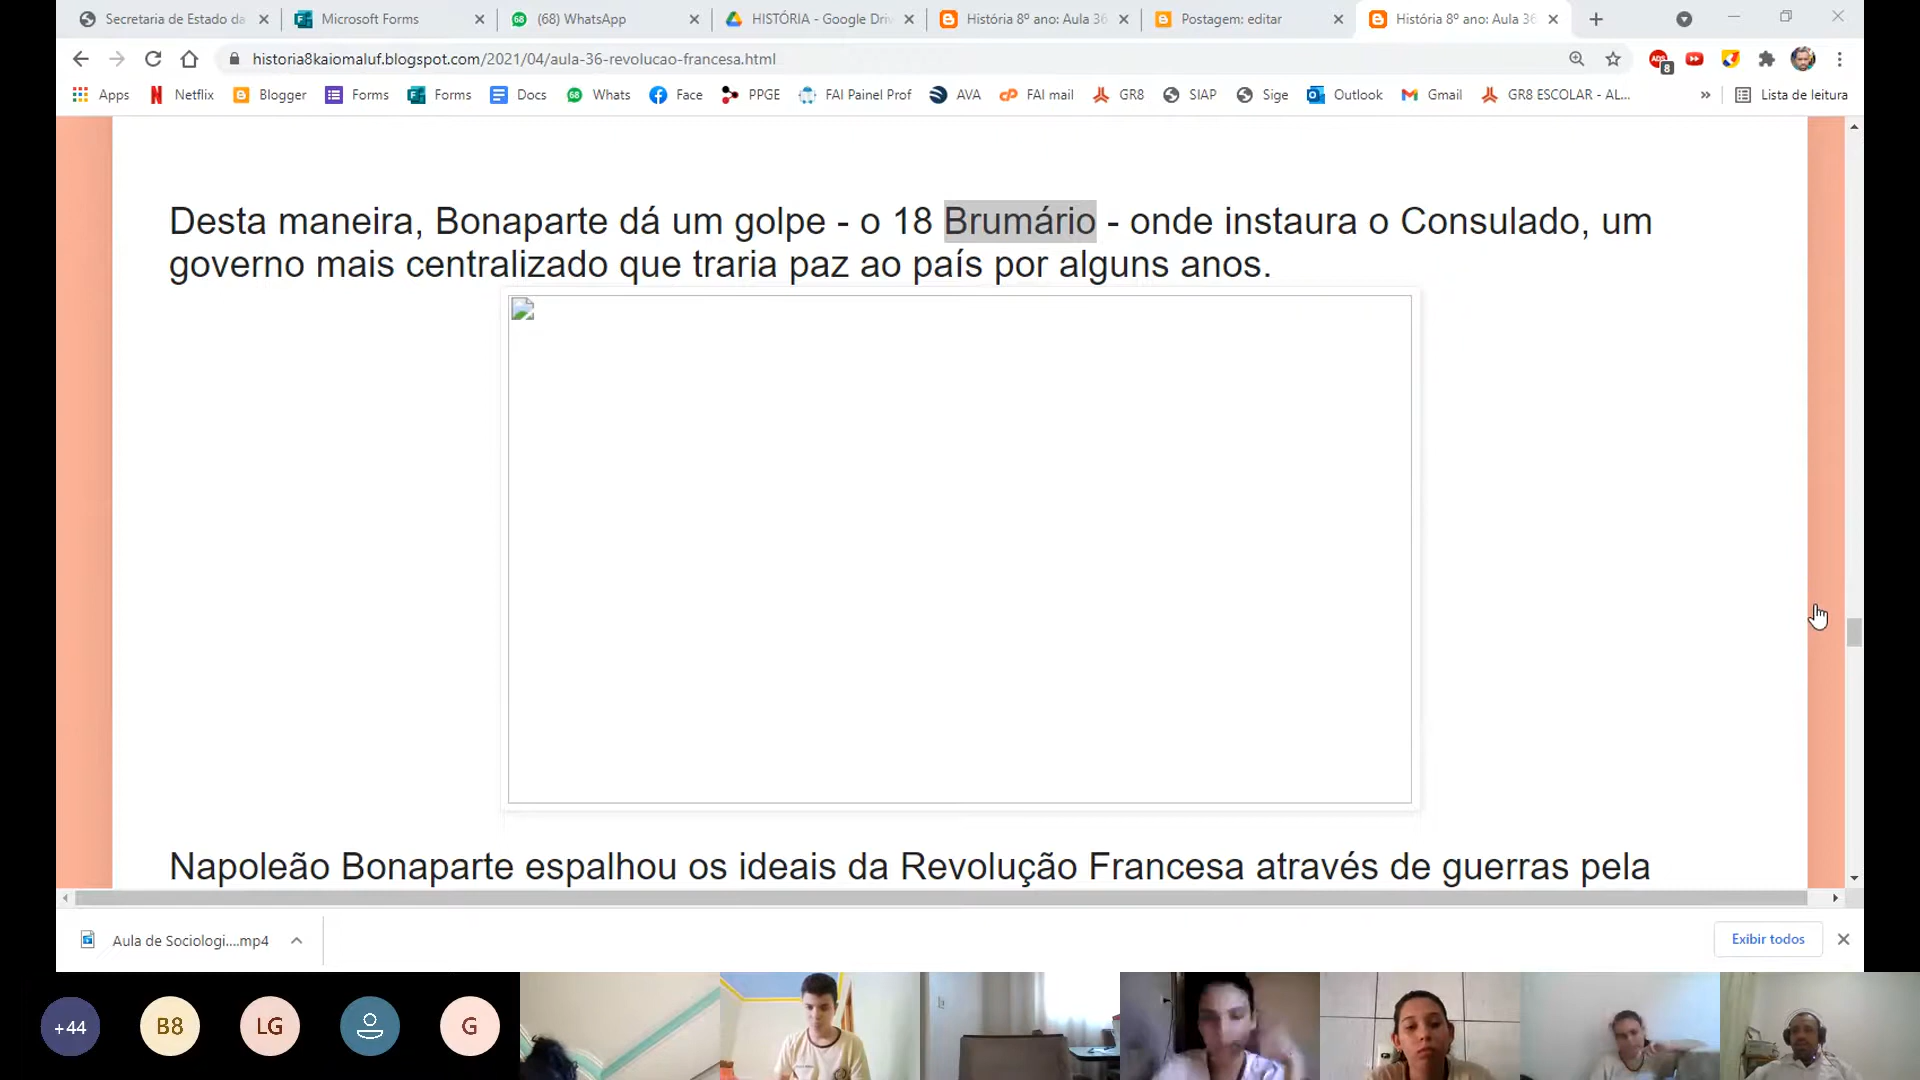 Secretaria de Estado da
Microsoft Forms
(68) WhatsApp
HISTÓRIA - Google Driv
História 8º ano: Aula 36
Postagem: editar
História 8º ano: Aula 36
historia8kaiomaluf.blogspot.com/2021/04/aula-36-revolucao-francesa.html
8
Apps
Netflix
Blogger
Forms
Forms
Docs
68 Whats
Face
PPGE
FAI Painel Prof
AVA
FAI mail
GR8
SIAP
Sige
Outlook
Gmail
GR8 ESCOLAR - AL...
»
Lista de leitura
Desta maneira, Bonaparte dá um golpe - o 18 Brumário - onde instaura o Consulado, um
governo mais centralizado que traria paz ao país por alguns anos.
Napoleão Bonaparte espalhou os ideais da Revolução Francesa através de guerras pela
Aula de Sociologi....mp4
Exibir todos
+44
B8
LG
G